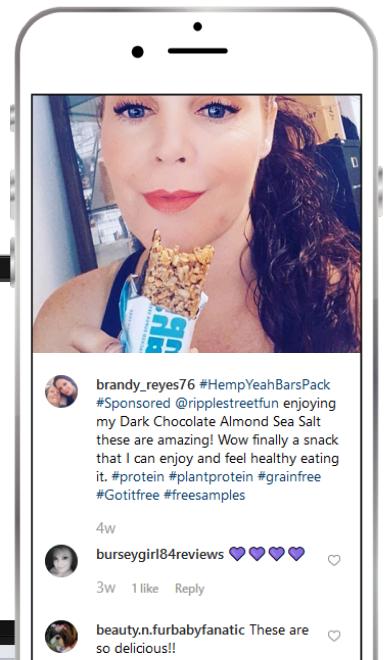 brandy_reyes76 #HempYeahBarsPack
#Sponsored @ripplestreetfun enjoying
my Dark Chocolate Almond Sea Salt
these are amazing! Wow finally a snack
that I can enjoy and feel healthy eating
it. #protein #plantprotein #grainfree
#Gotitfree #freesamples
4w
burseygirl84reviews 💜💜💜💜
3w 1 like Reply
beauty.n.furbabyfanatic These are
so delicious!!